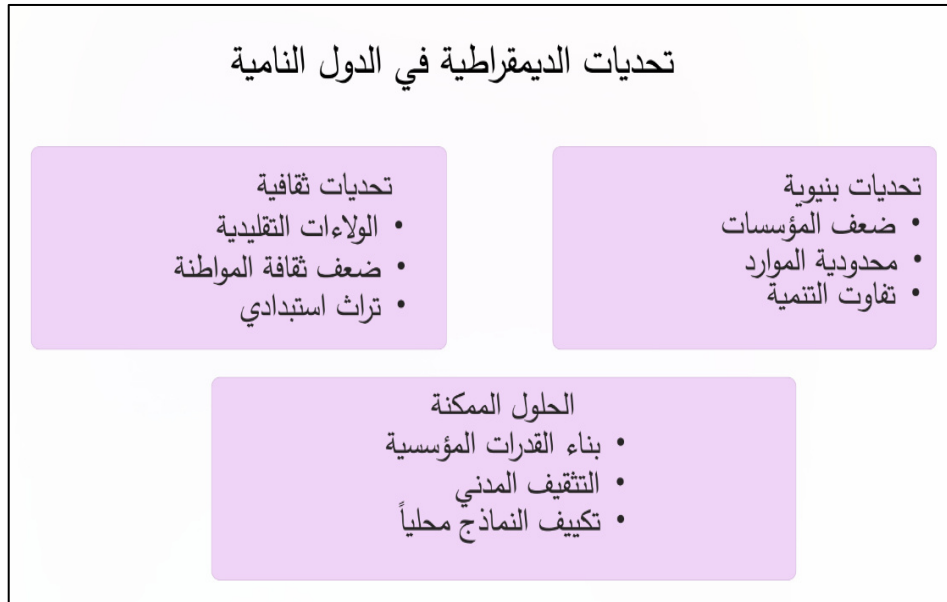 تحديات الديمقراطية في الدول النامية
تحديات بنيوية
• ضعف المؤسسات
• محدودية الموارد
• تفاوت التنمية
تحديات ثقافية
• الولاءات التقليدية
• ضعف ثقافة المواطنة
• تراث استبدادي
الحلول الممكنة
• بناء القدرات المؤسسية
• التثقيف المدني
• تكييف النماذج محلياً